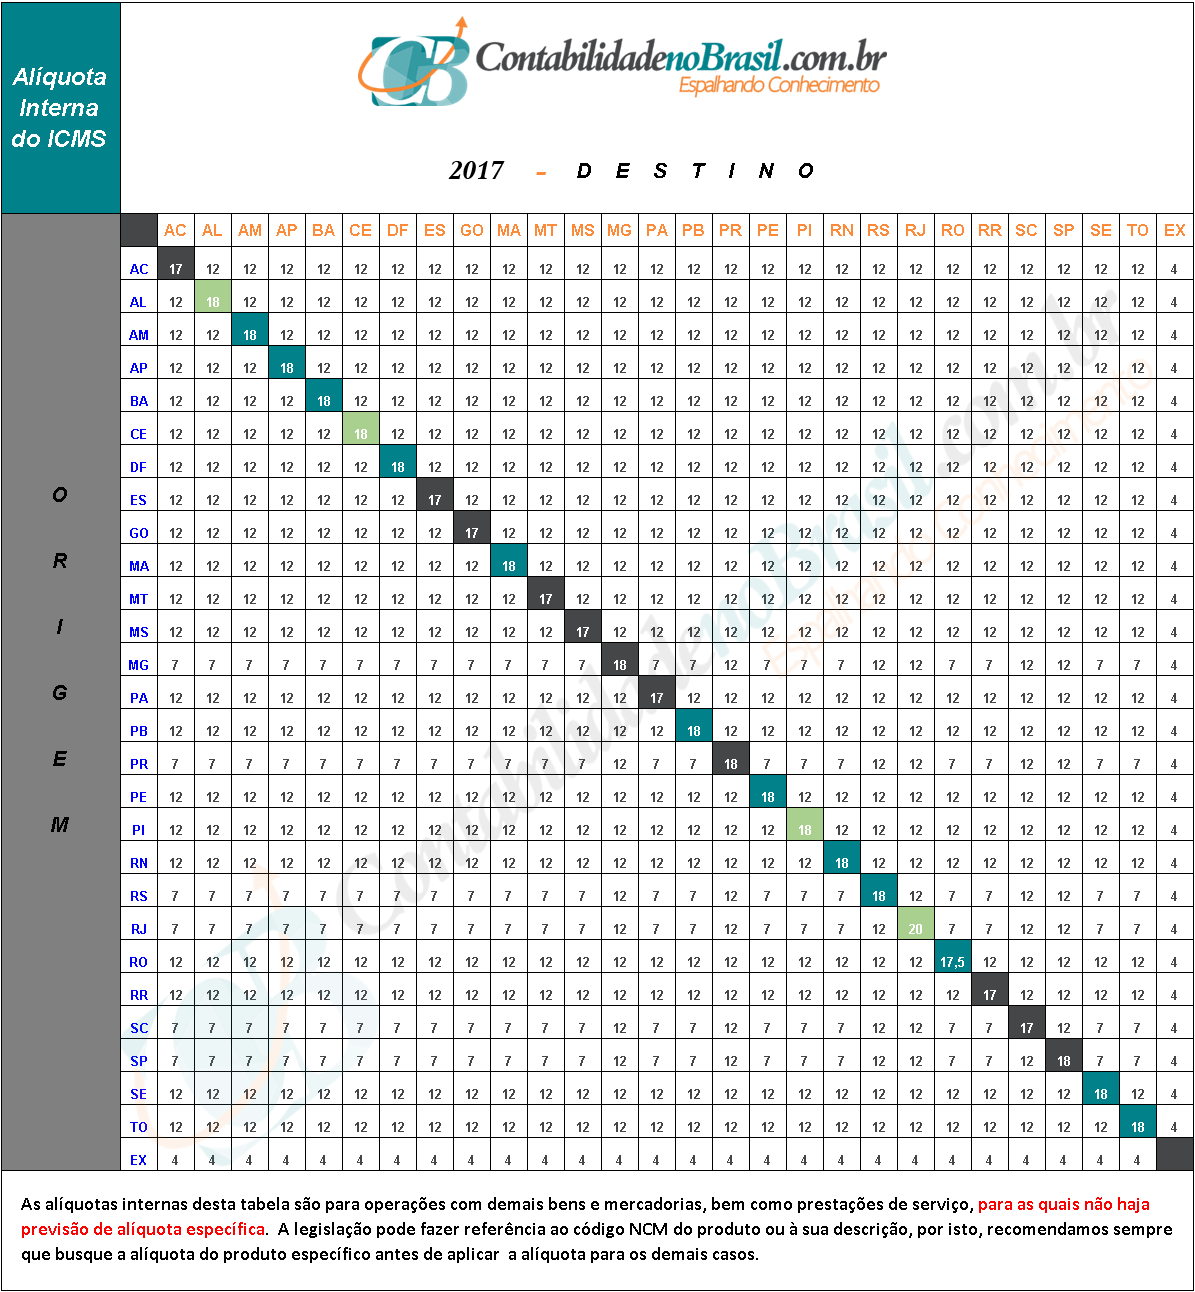 Alíquota
Interna
do ICMS
CB ContabilidadenoBrasil.com.br
Espalhando Conhecimento
2017 - D E S T I N O
AC AL AM AP BA CE DF ES GO MA MT MS MG PA PB PR PE PI RN RS RJ RO RR SC SP SE TO EX
AC 17 12 12 12 12 12 12 12 12 12 12 12 12 12 12 12 12 12 12 12 12 12 12 12 12 12 12 4
AL 12 18 12 12 12 12 12 12 12 12 12 12 12 12 12 12 12 12 12 12 12 12 12 12 12 12 12 4
AM 12 12 18 12 12 12 12 12 12 12 12 12 12 12 12 12 12 12 12 12 12 12 12 12 12 12 12 4
AP 12 12 12 18 12 12 12 12 12 12 12 12 12 12 12 12 12 12 12 12 12 12 12 12 12 12 12 4
BA 12 12 12 12 18 12 12 12 12 12 12 12 12 12 12 12 12 12 12 12 12 12 12 12 12 12 12 4
CE 12 12 12 12 12 18 12 12 12 12 12 12 12 12 12 12 12 12 12 12 12 12 12 12 12 12 12 4
DF 12 12 12 12 12 12 18 12 12 12 12 12 12 12 12 12 12 12 12 12 12 12 12 12 12 12 12 4
ES 12 12 12 12 12 12 12 17 12 12 12 12 12 12 12 12 12 12 12 12 12 12 12 12 12 12 12 4
GO 12 12 12 12 12 12 12 12 17 12 12 12 12 12 12 12 12 12 12 12 12 12 12 12 12 12 12 4
MA 12 12 12 12 12 12 12 12 12 18 12 12 12 12 12 12 12 12 12 12 12 12 12 12 12 12 12 4
MT 12 12 12 12 12 12 12 12 12 12 17 12 12 12 12 12 12 12 12 12 12 12 12 12 12 12 12 4
MS 12 12 12 12 12 12 12 12 12 12 12 17 12 12 12 12 12 12 12 12 12 12 12 12 12 12 12 4
MG 7 7 7 7 7 7 7 7 7 7 7 7 18 7 7 12 7 7 7 12 12 7 7 12 12 7 7 4
PA 12 12 12 12 12 12 12 12 12 12 12 12 12 17 12 12 12 12 12 12 12 12 12 12 12 12 12 4
PB 12 12 12 12 12 12 12 12 12 12 12 12 12 12 18 12 12 12 12 12 12 12 12 12 12 12 12 4
PR 7 7 7 7 7 7 7 7 7 7 7 7 12 7 7 18 7 7 7 12 12 7 7 12 12 7 7 4
PE 12 12 12 12 12 12 12 12 12 12 12 12 12 12 12 12 18 12 12 12 12 12 12 12 12 12 12 4
PI 12 12 12 12 12 12 12 12 12 12 12 12 12 12 12 12 12 18 12 12 12 12 12 12 12 12 12 4
RN 12 12 12 12 12 12 12 12 12 12 12 12 12 12 12 12 12 12 18 12 12 12 12 12 12 12 12 4
RS 7 7 7 7 7 7 7 7 7 7 7 7 12 7 7 12 7 7 7 18 12 7 7 12 12 7 7 4
RJ 7 7 7 7 7 7 7 7 7 7 7 7 12 7 7 12 7 7 7 12 20 7 7 12 12 7 7 4
RO 12 12 12 12 12 12 12 12 12 12 12 12 12 12 12 12 12 12 12 12 12 17,5 12 12 12 12 12 4
RR 12 12 12 12 12 12 12 12 12 12 12 12 12 12 12 12 12 12 12 12 12 12 17 12 12 12 12 4
SC 7 7 7 7 7 7 7 7 7 7 7 7 12 7 7 12 7 7 7 12 12 7 7 17 12 7 7 4
SP 7 7 7 7 7 7 7 7 7 7 7 7 12 7 7 12 7 7 7 12 12 7 7 12 18 7 7 4
SE 12 12 12 12 12 12 12 12 12 12 12 12 12 12 12 12 12 12 12 12 12 12 12 12 12 18 12 4
TO 12 12 12 12 12 12 12 12 12 12 12 12 12 12 12 12 12 12 12 12 12 12 12 12 12 12 18 4
EX 4 4 4 4 4 4 4 4 4 4 4 4 4 4 4 4 4 4 4 4 4 4 4 4 4 4 4
O
R
I
G
E
M
ContabilidadenoBrasil.com.br
Espalhando Conhecimento
As alíquotas internas desta tabela são para operações com demais bens e mercadorias, bem como prestações de serviço, para as quais não haja
previsão de alíquota específica. A legislação pode fazer referência ao código NCM do produto ou à sua descrição, por isto, recomendamos sempre
que busque a alíquota do produto específico antes de aplicar a alíquota para os demais casos.